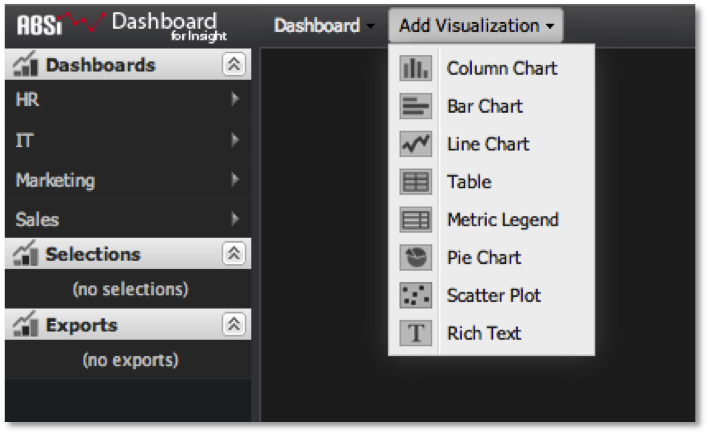 ABSi Dashboard
for Insight
Dashboard
Add Visualization
Dashboards
HR
IT
Marketing
Sales
Selections
(no selections)
Exports
(no exports)
Column Chart
Bar Chart
Line Chart
Table
Metric Legend
Pie Chart
Scatter Plot
T Rich Text